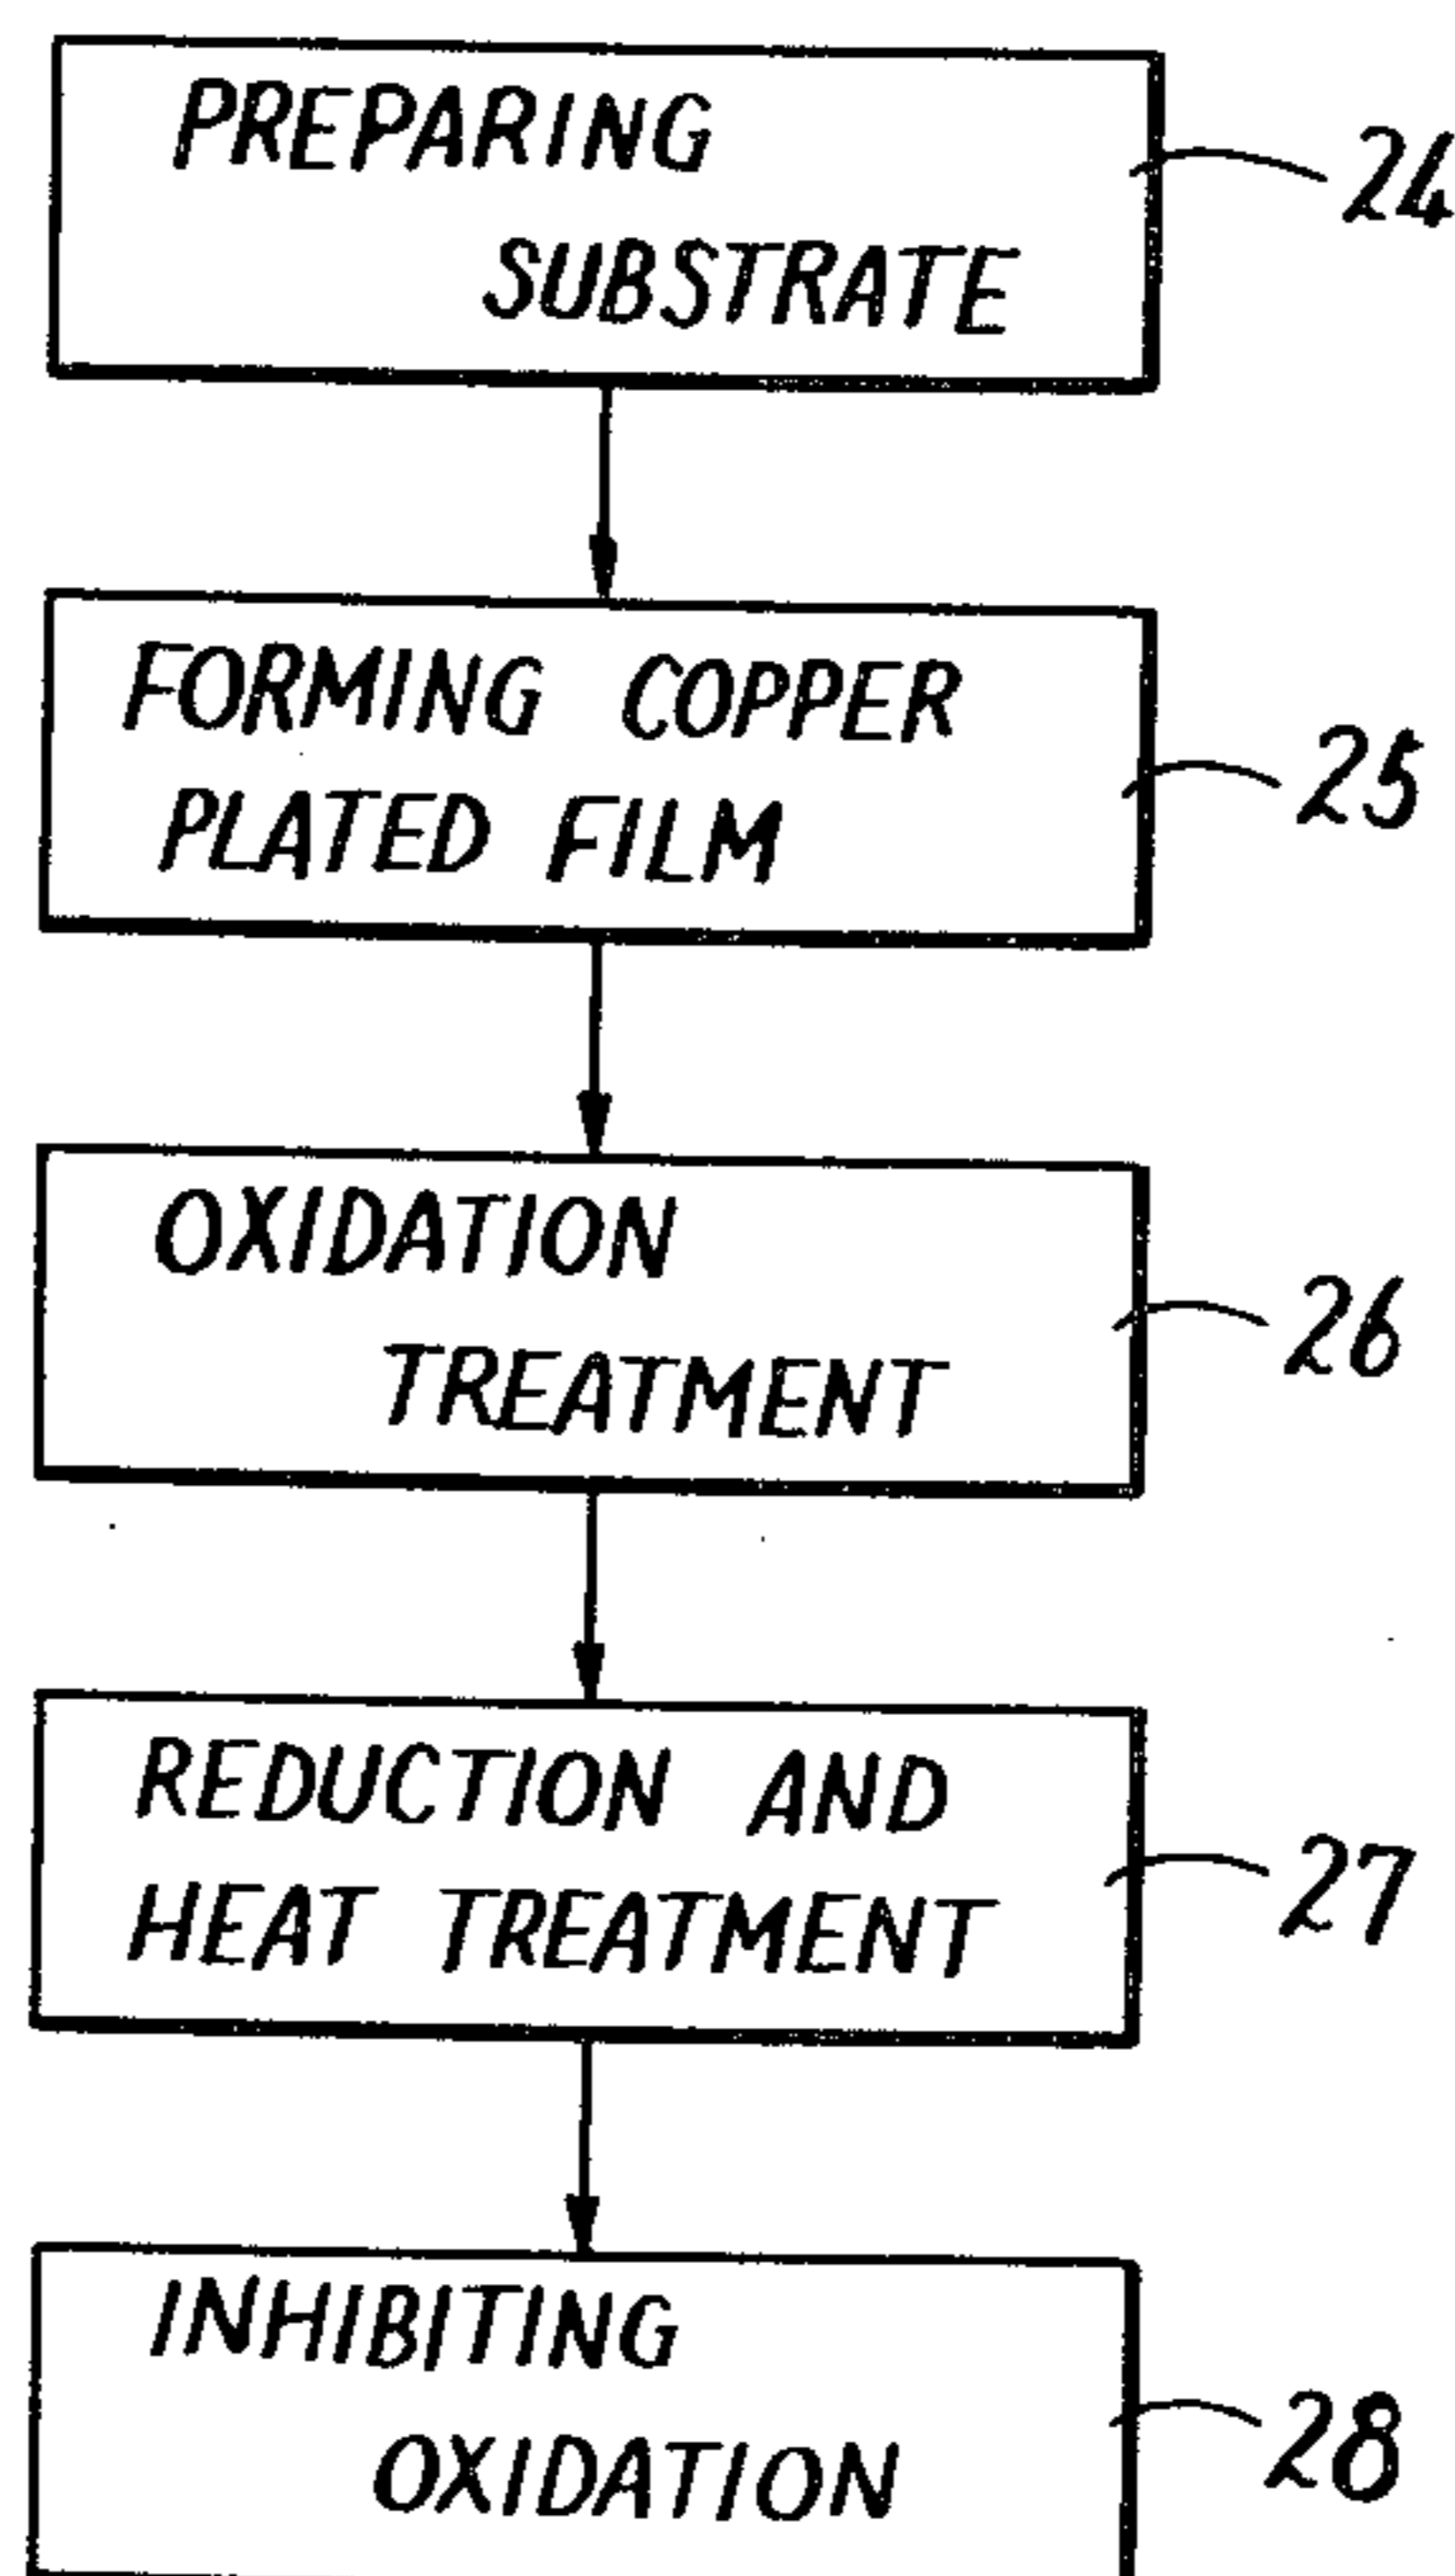 PREPARING
SUBSTRATE
24
FORMING COPPER
PLATED FILM
25
OXIDATION
TREATMENT
26
REDUCTION AND
HEAT TREATMENT
27
INHIBITING
OXIDATION
28